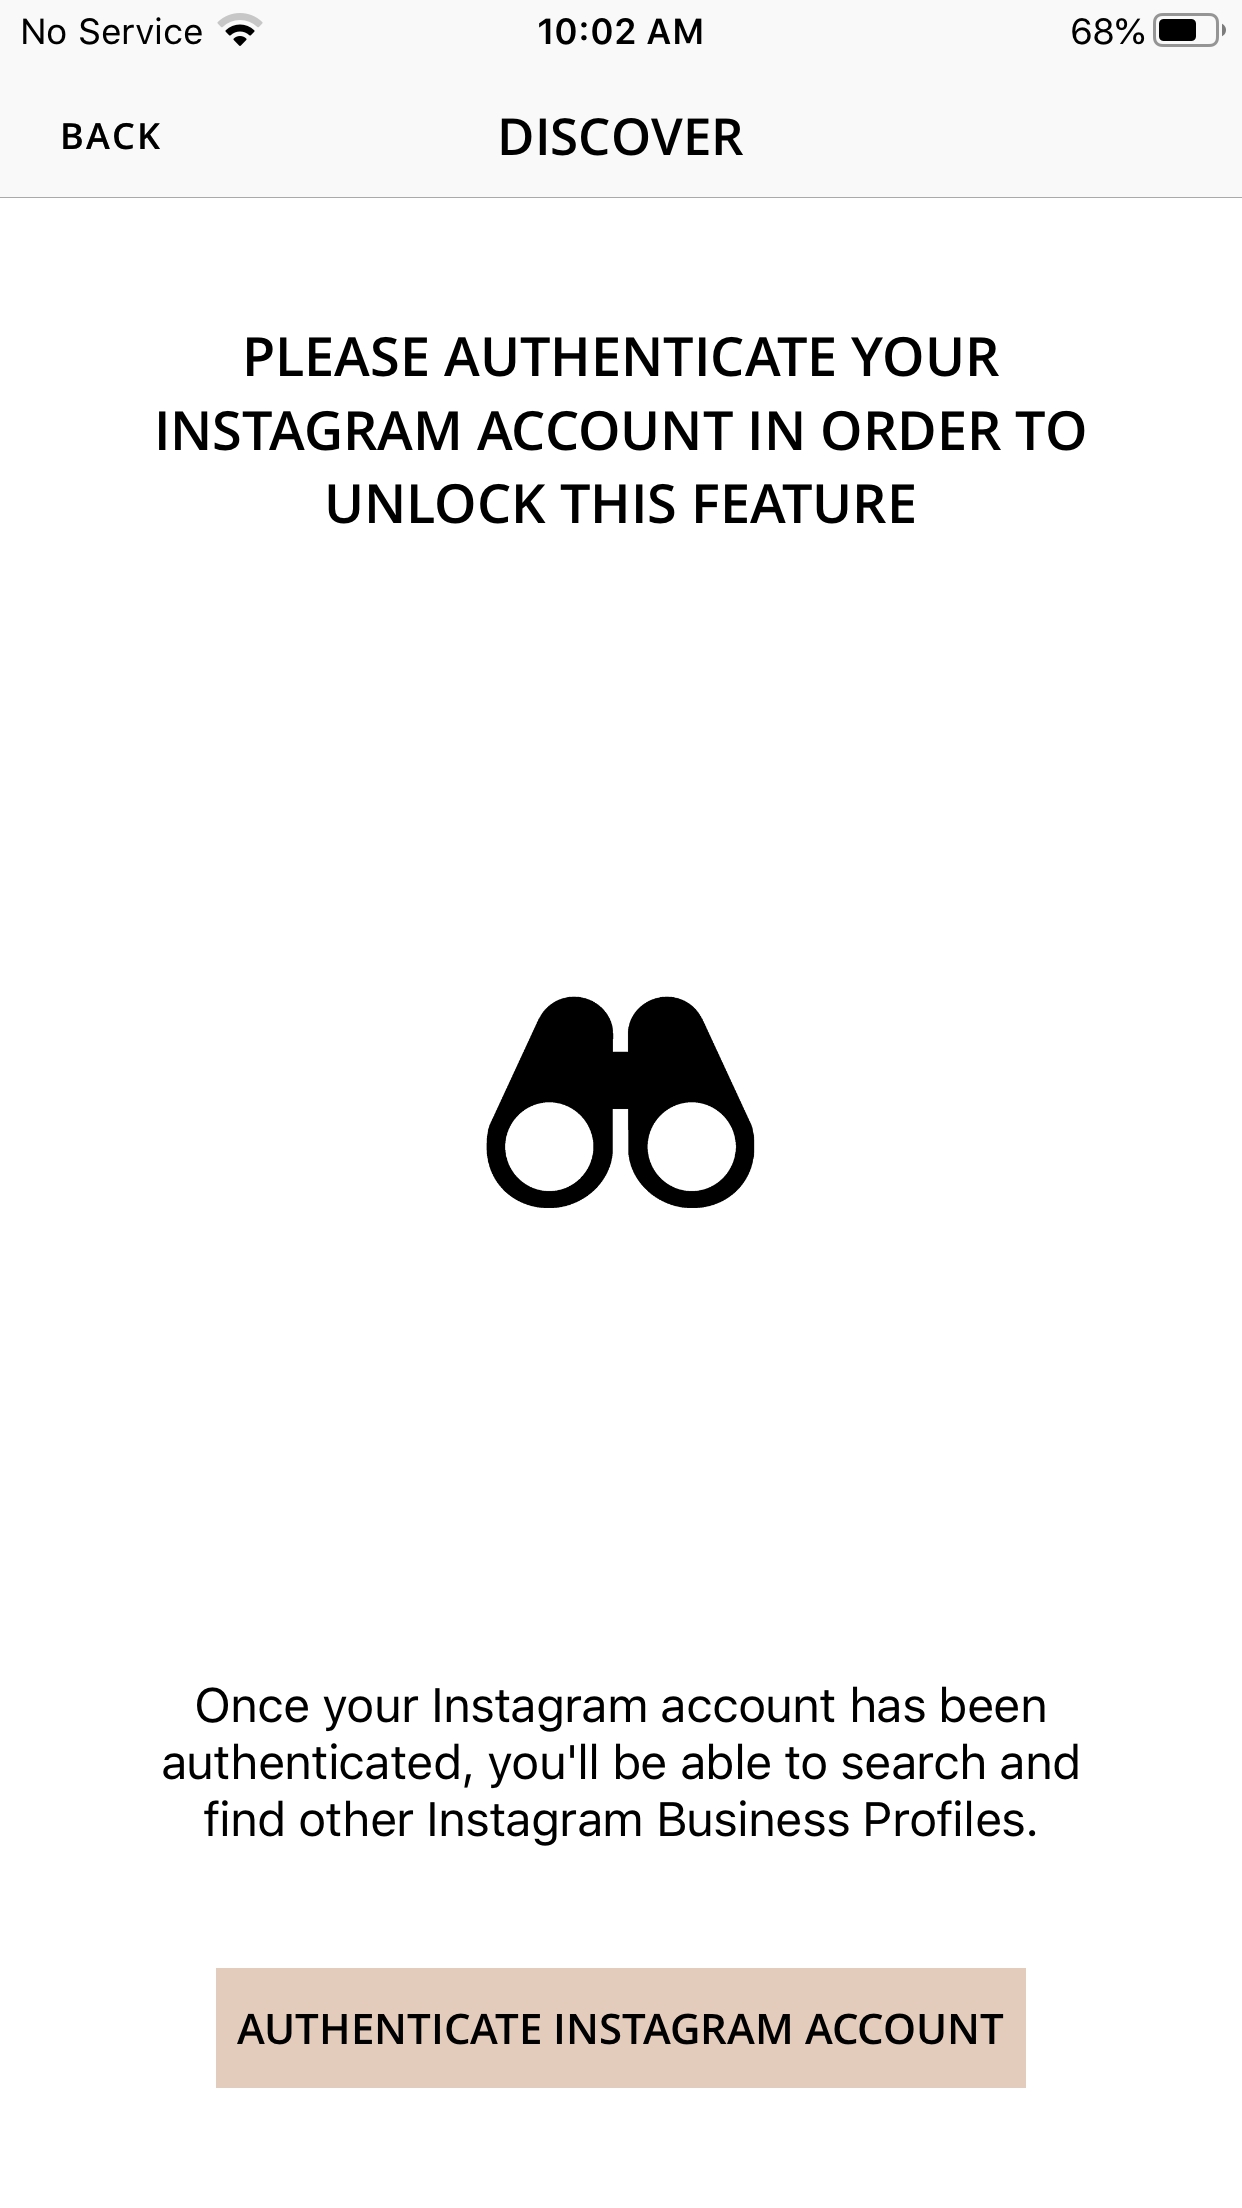 No Service
10:02 AM
68%
BACK
DISCOVER
PLEASE AUTHENTICATE YOUR
INSTAGRAM ACCOUNT IN ORDER TO
UNLOCK THIS FEATURE
Once your Instagram account has been
authenticated, you'll be able to search and
find other Instagram Business Profiles.
AUTHENTICATE INSTAGRAM ACCOUNT